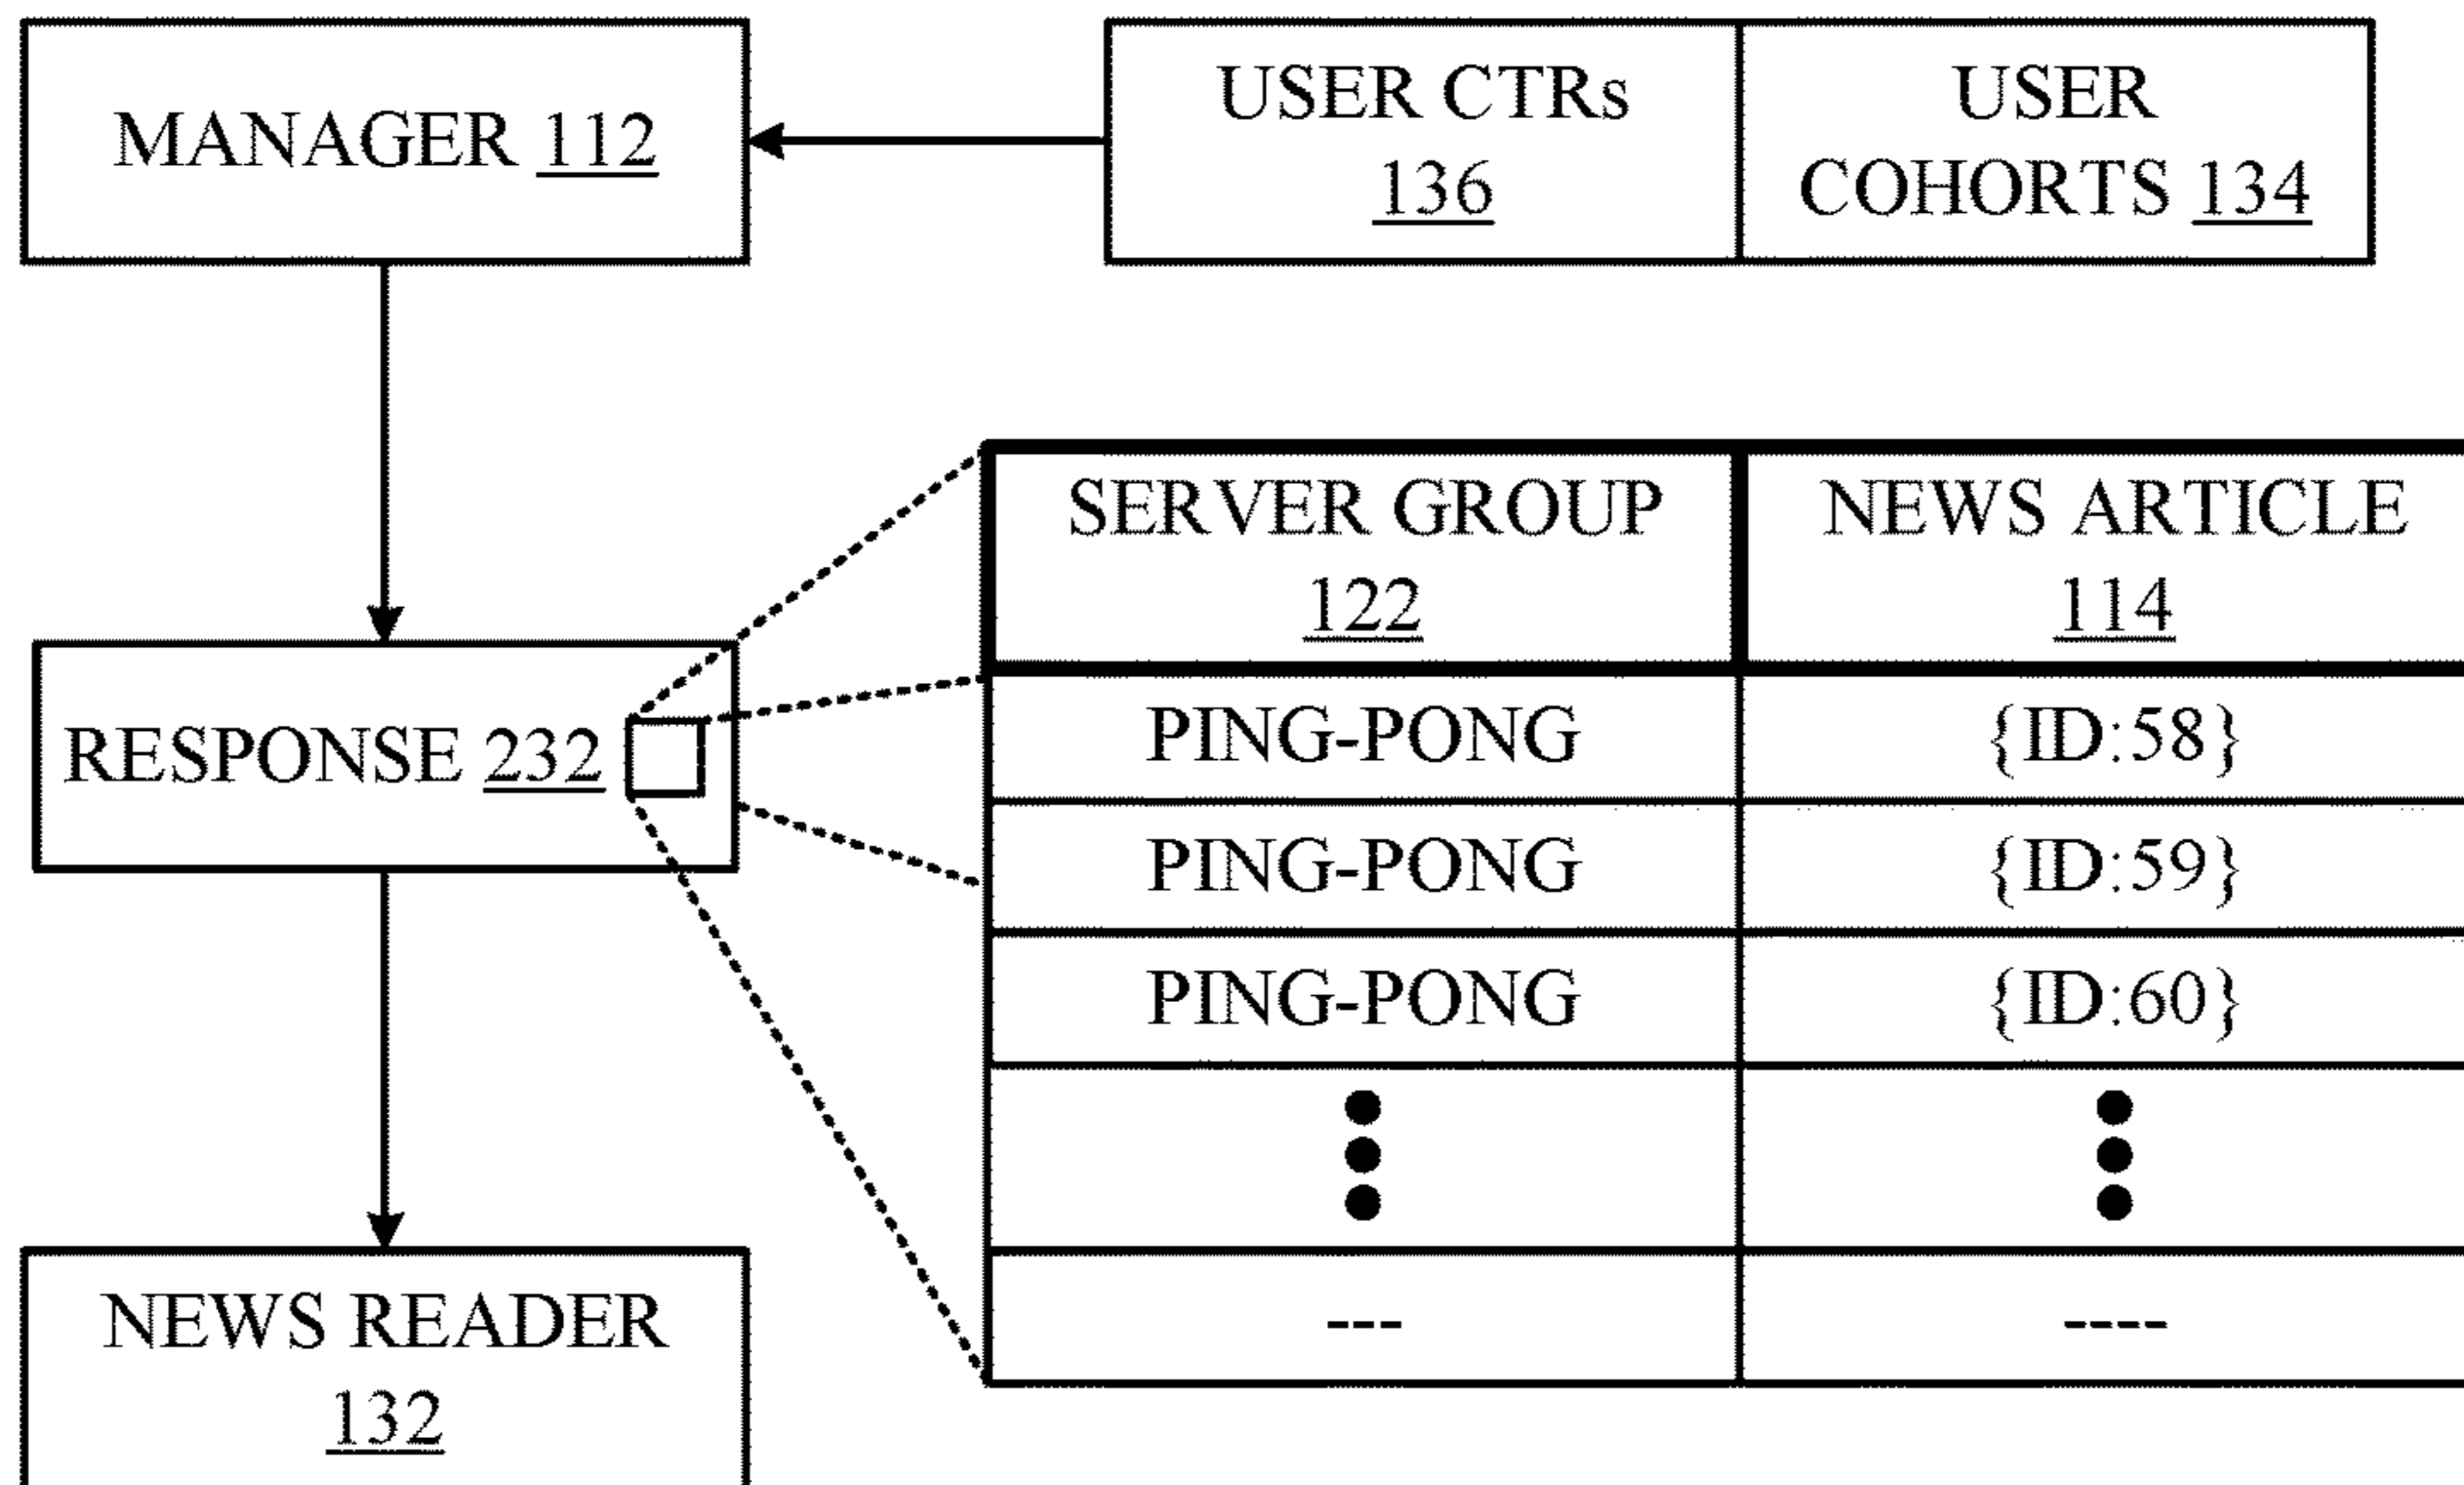 MANAGER 112
USER CTRs
136
USER
COHORTS 134
SERVER GROUP
122
NEWS ARTICLE
114
RESPONSE 232
PING-PONG
{ID:58}
PING-PONG
{ID:59}
PING-PONG
{ID:60}
---
----
NEWS READER
132